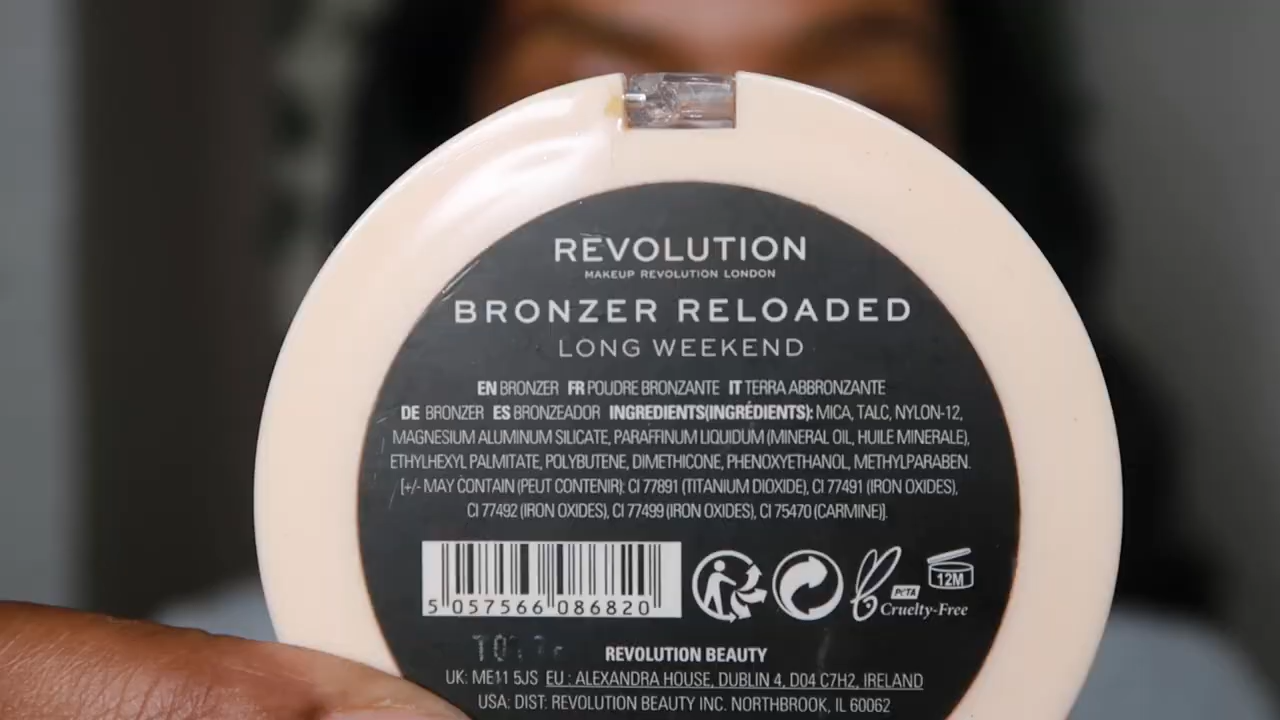 REVOLUTION
MAKEUP REVOLUTION LONDON
BRONZER RELOADED
LONG WEEKEND
EN BRONZER FR POUDRE BRONZANTE IT TERRA ABBRONZANTE
DE BRONZER ES BRONZEADOR INGREDIENTS(INGRÉDIENTS): MICA, TALC, NYLON-12,
MAGNESIUM ALUMINUM SILICATE, PARAFFINUM LIQUIDUM (MINERAL OIL, HUILE MINERALE),
ETHYLHEXYL PALMITATE, POLYBUTENE, DIMETHICONE, PHENOXYETHANOL, METHYLPARABEN.
[+/- MAY CONTAIN (PEUT CONTENIR): CI 77891 (TITANIUM DIOXIDE), CI 77491 (IRON OXIDES),
CI 77492 (IRON OXIDES), CI 77499 (IRON OXIDES), CI 75470 (CARMINE)].
5 057566 086820
PETA
Cruelty-Free
12M
REVOLUTION BEAUTY
UK: ME11 5JS EU : ALEXANDRA HOUSE, DUBLIN 4, D04 C7H2, IRELAND
USA: DIST: REVOLUTION BEAUTY INC. NORTHBROOK, IL 60062